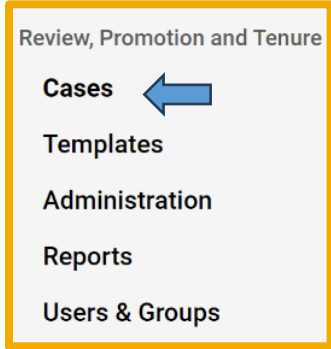 Review, Promotion and Tenure
Cases
Templates
Administration
Reports
Users & Groups